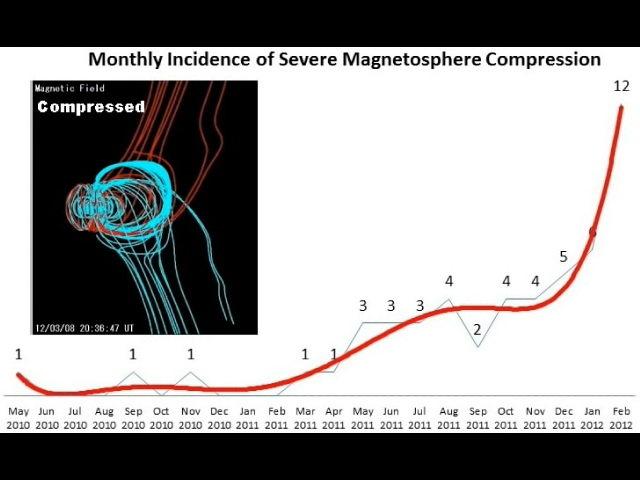 Monthly Incidence of Severe Magnetosphere Compression
Magnetic Field
Compressed
12/03/08 20:36:47 UT
12
6
5
4
4
4
3
3
3
2
1
1
1
1
1
May Jun Jul Aug Sep Oct Nov Dec Jan Feb Mar Apr May Jun Jul Aug Sep Oct Nov Dec Jan Feb
2010 2010 2010 2010 2010 2010 2010 2010 2011 2011 2011 2011 2011 2011 2011 2011 2011 2011 2011 2011 2012 2012